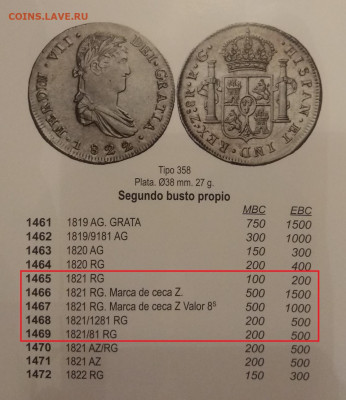 COINS.LAVE.RU
FERDIN. VII. DEI. GRATIA.
1822
HISPAN. ET IND. REX. Z. 8R. R.G.
Tipo 358
Plata. Ø38 mm. 27 g.
Segundo busto propio
MBC EBC
1461 1819 AG. GRATA 750 1500
1462 1819/9181 AG 300 1000
1463 1820 AG 150 300
1464 1820 RG 200 400
1465 1821 RG 100 200
1466 1821 RG. Marca de ceca Z. 500 1500
1467 1821 RG. Marca de ceca Z Valor 8⁵ 500 1000
1468 1821/1281 RG 200 500
1469 1821/81 RG 200 500
1470 1821 AZ/RG 200 500
1471 1821 AZ 200 500
1472 1822 RG 150 300